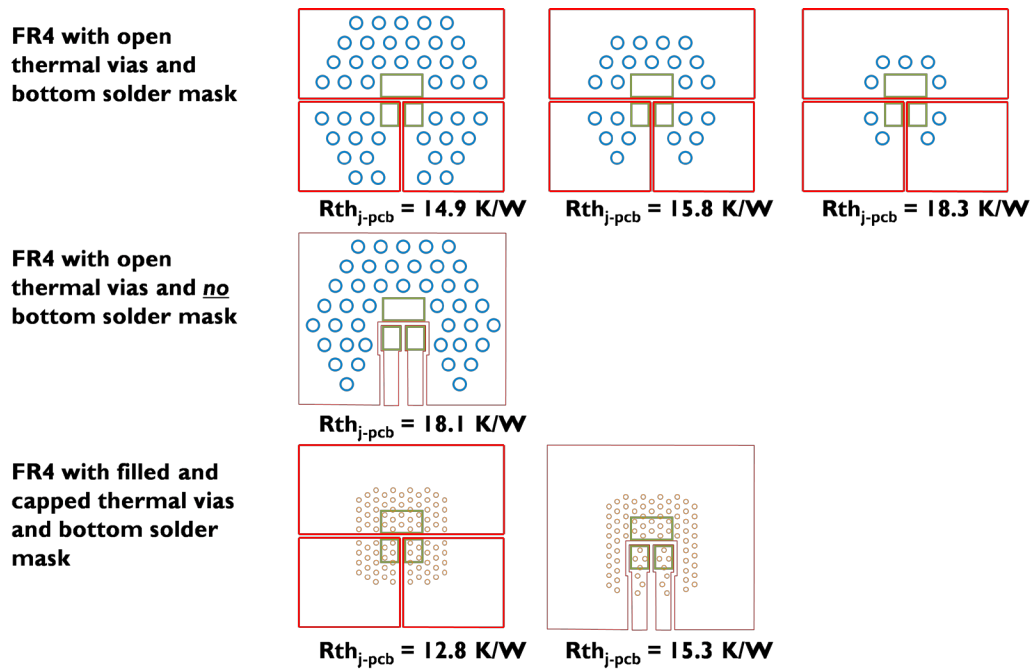 FR4 with open
thermal vias and
bottom solder mask
Rthj-pcb = 14.9 K/W
Rthj-pcb = 15.8 K/W
Rthj-pcb = 18.3 K/W
FR4 with open
thermal vias and no
bottom solder mask
Rthj-pcb = 18.1 K/W
FR4 with filled and
capped thermal vias
and bottom solder
mask
Rthj-pcb = 12.8 K/W
Rthj-pcb = 15.3 K/W